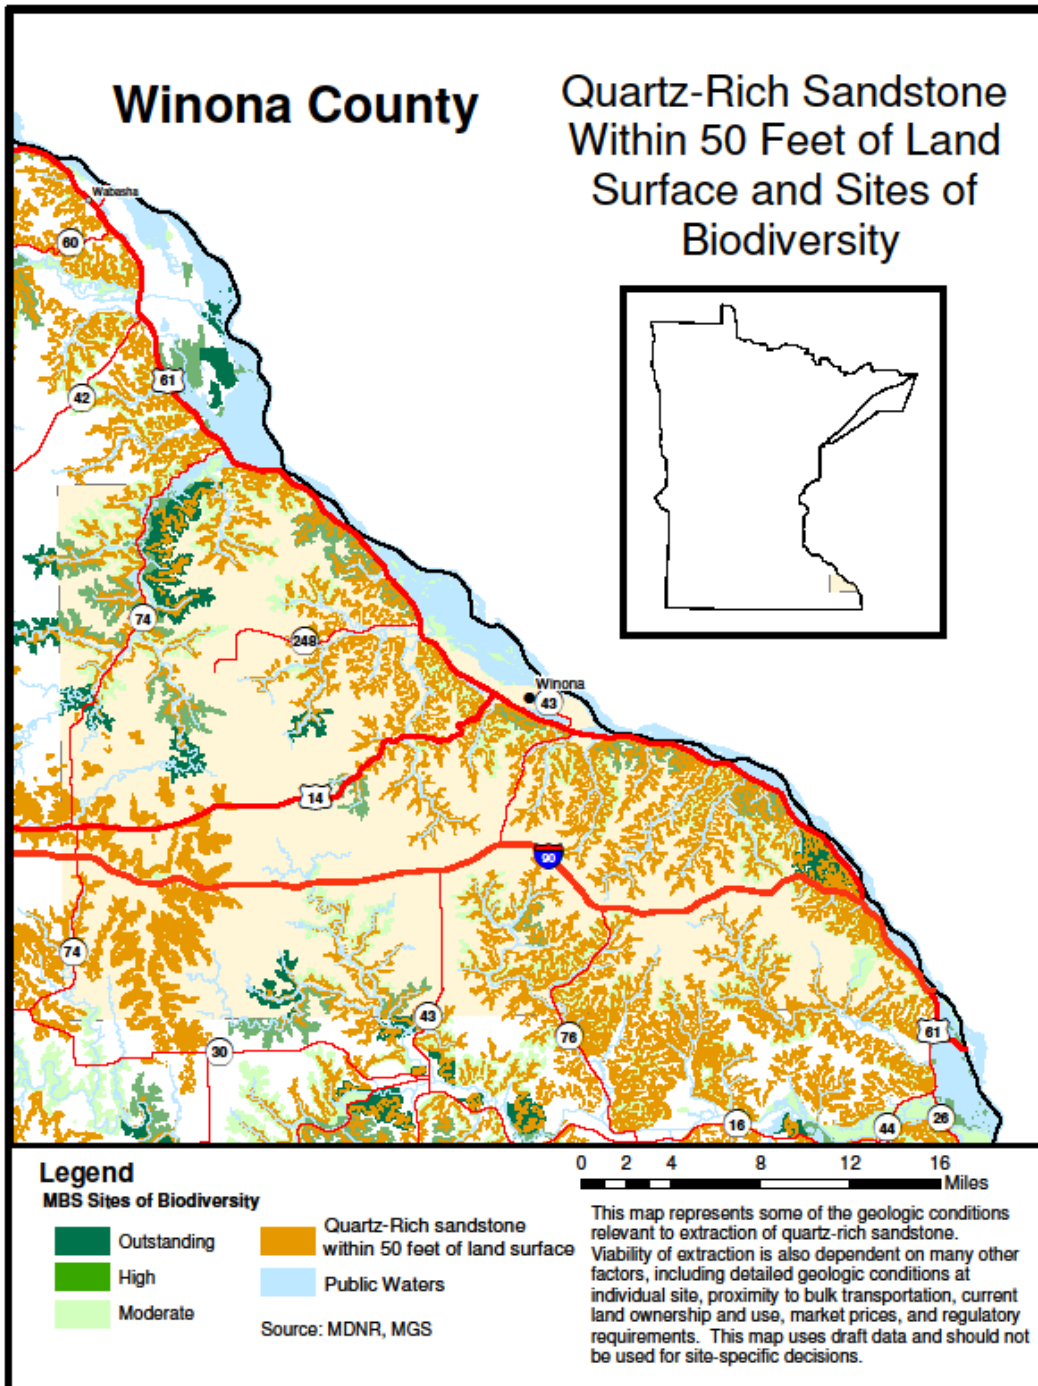 Winona County
Quartz-Rich Sandstone
Within 50 Feet of Land
Surface and Sites of
Biodiversity
Wabasha
60
61
42
74
248
Winona
43
14
90
74
43
61
30
76
16
44
26
Legend
MBS Sites of Biodiversity
Outstanding
High
Moderate
Quartz-Rich sandstone
within 50 feet of land surface
Public Waters
Source: MDNR, MGS
0 2 4 8 12 16
Miles
This map represents some of the geologic conditions
relevant to extraction of quartz-rich sandstone.
Viability of extraction is also dependent on many other
factors, including detailed geologic conditions at
individual site, proximity to bulk transportation, current
land ownership and use, market prices, and regulatory
requirements. This map uses draft data and should not
be used for site-specific decisions.